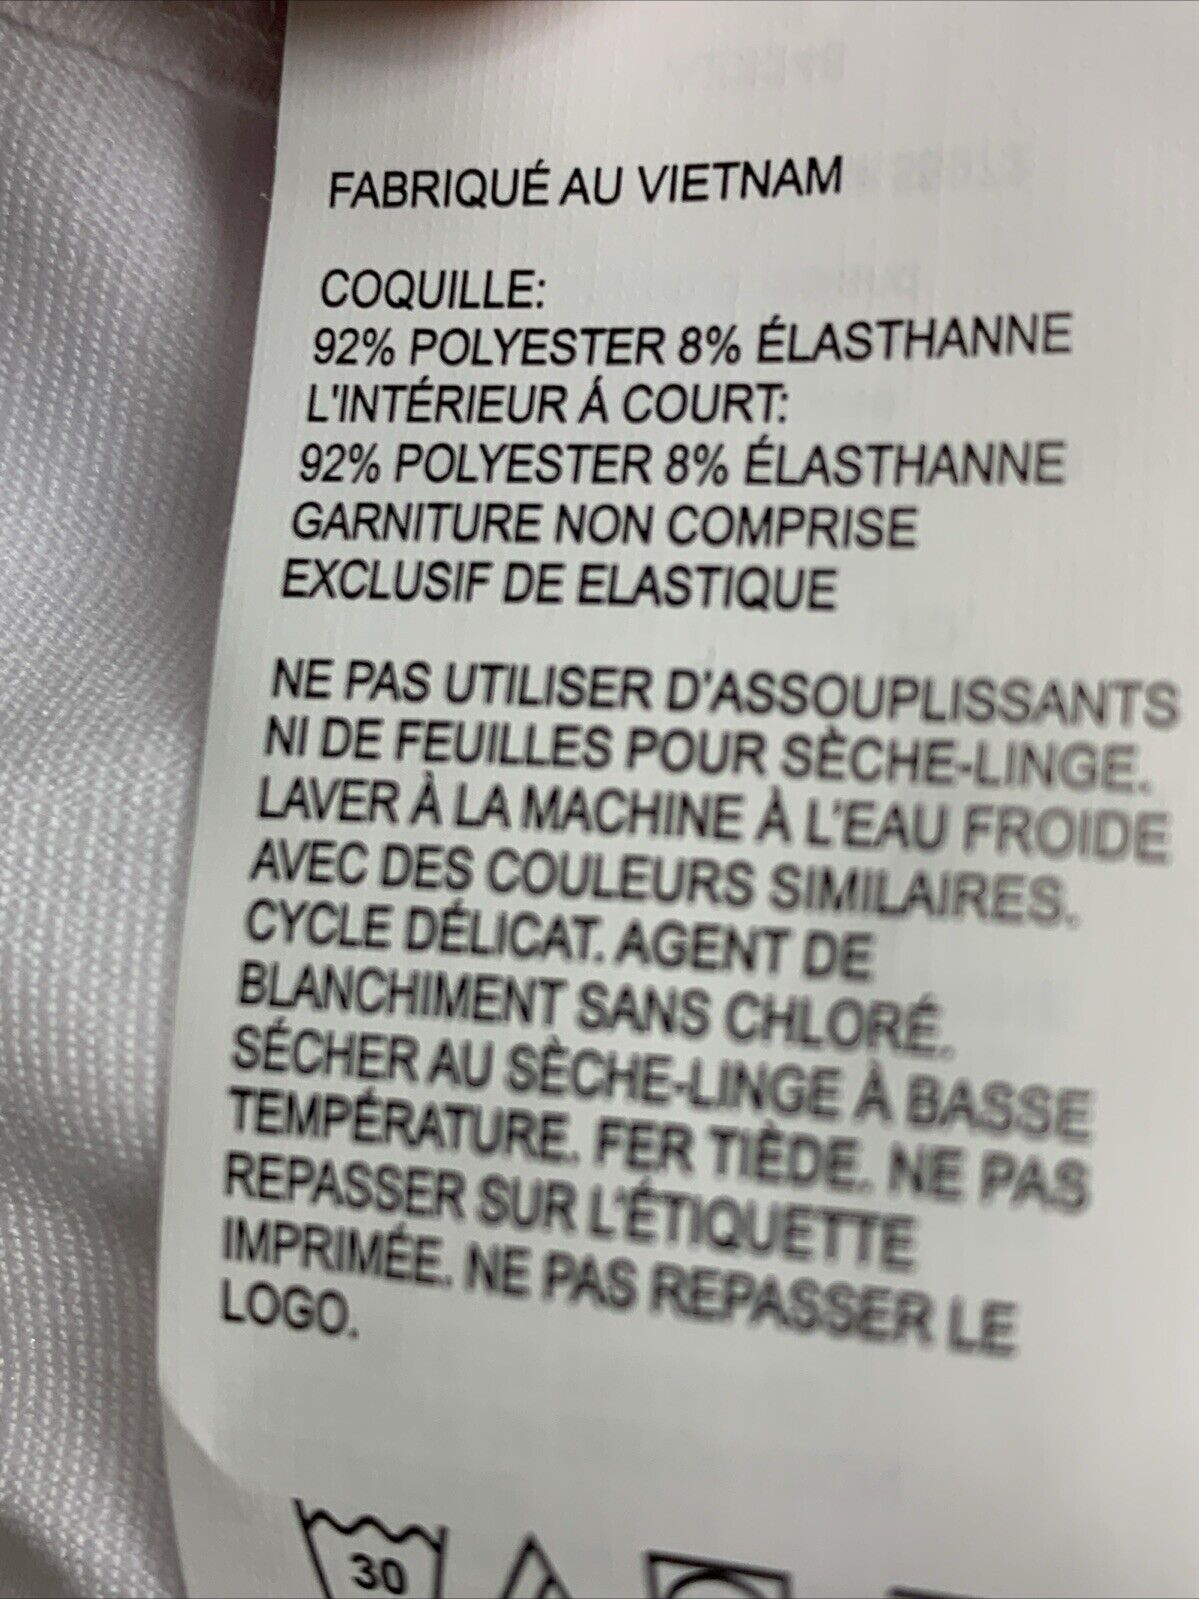 FABRIQUÉ AU VIETNAM
COQUILLE:
92% POLYESTER 8% ÉLASTHANNE
L'INTÉRIEUR Á COURT:
92% POLYESTER 8% ÉLASTHANNE
GARNITURE NON COMPRISE
EXCLUSIF DE ELASTIQUE
NE PAS UTILISER D'ASSOUPLISSANTS
NI DE FEUILLES POUR SÈCHE-LINGE.
LAVER À LA MACHINE À L'EAU FROIDE
AVEC DES COULEURS SIMILAIRES.
CYCLE DÉLICAT. AGENT DE
BLANCHIMENT SANS CHLORÉ.
SÉCHER AU SÈCHE-LINGE À BASSE
TEMPÉRATURE. FER TIÈDE. NE PAS
REPASSER SUR L'ÉTIQUETTE
IMPRIMÉE. NE PAS REPASSER LE
LOGO.
30